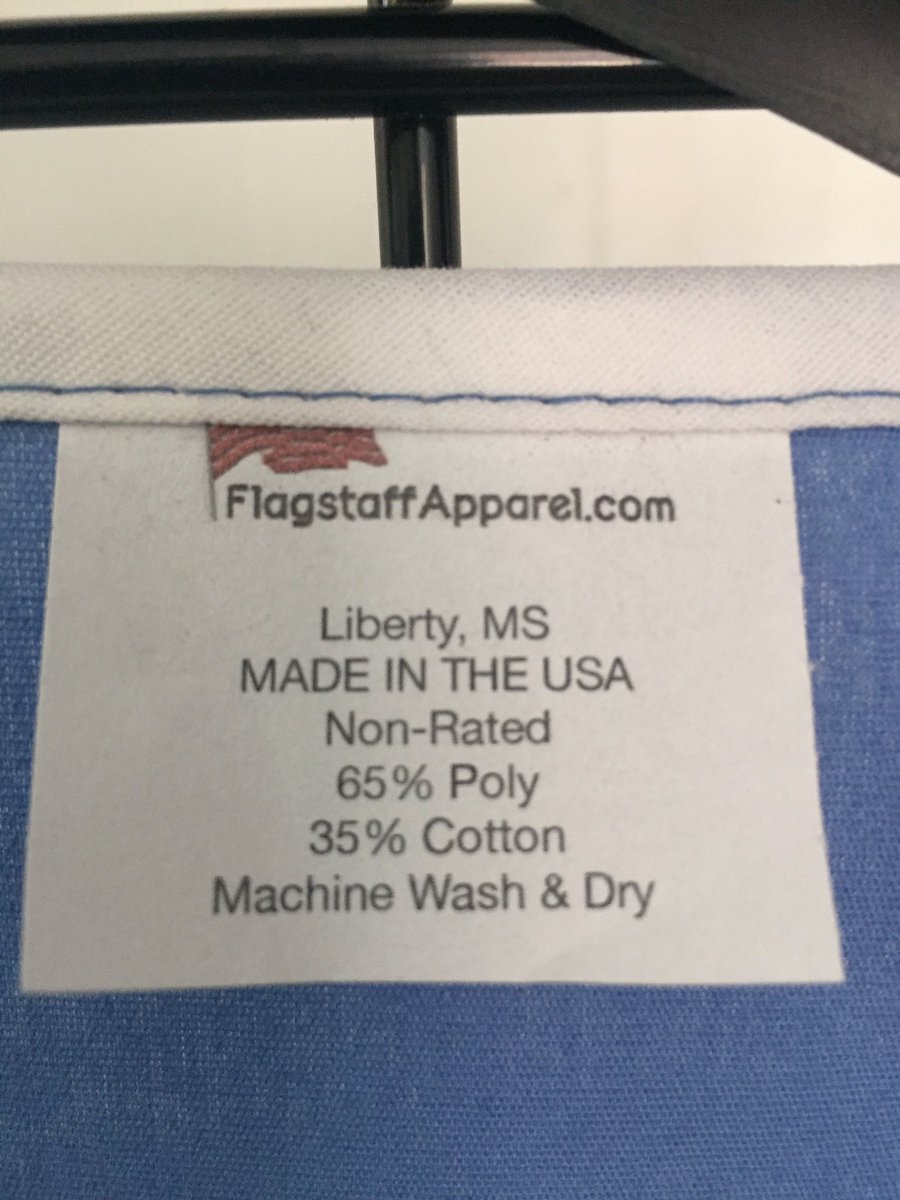 FlagstaffApparel.com
Liberty, MS
MADE IN THE USA
Non-Rated
65% Poly
35% Cotton
Machine Wash & Dry